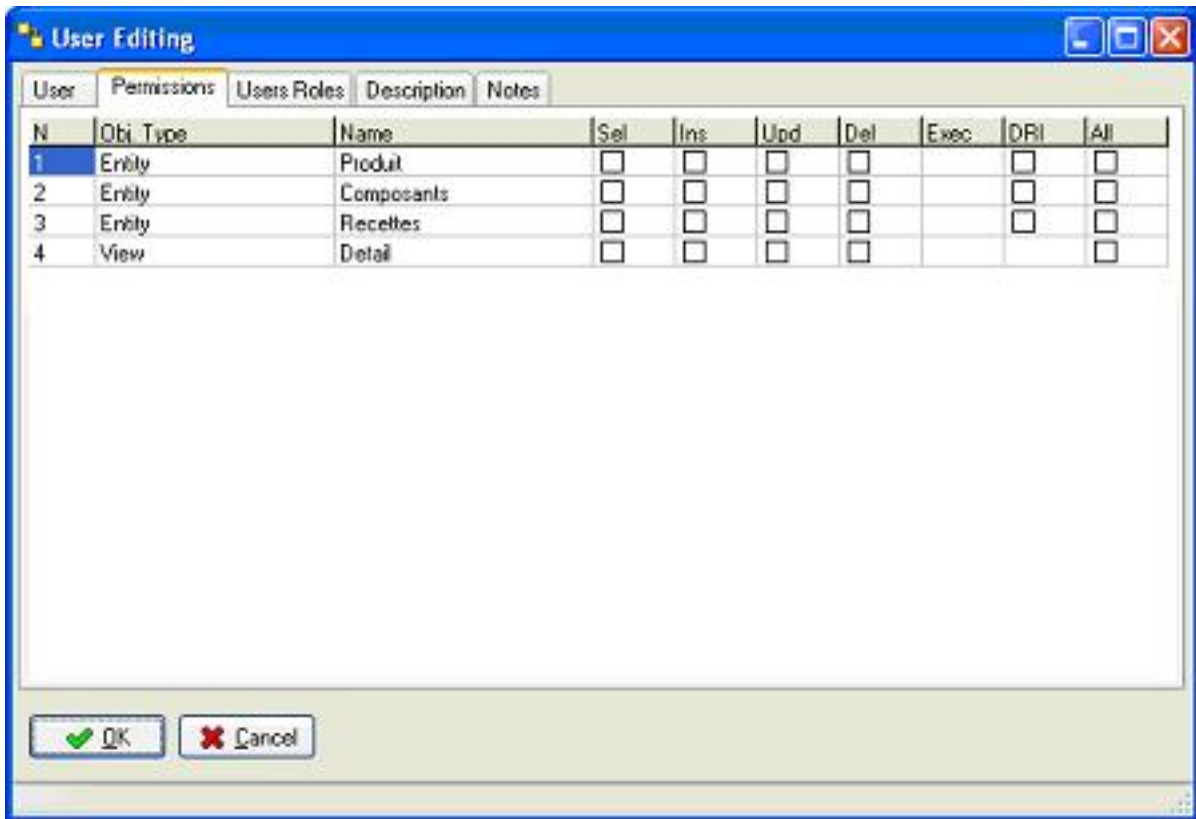 User Editing
User Permissions Users Roles Description Notes
N Obj. Type Name Sel Ins Upd Del Exec DRI All
1 Entity Produit
2 Entity Composants
3 Entity Recettes
4 View Detail
OK Cancel